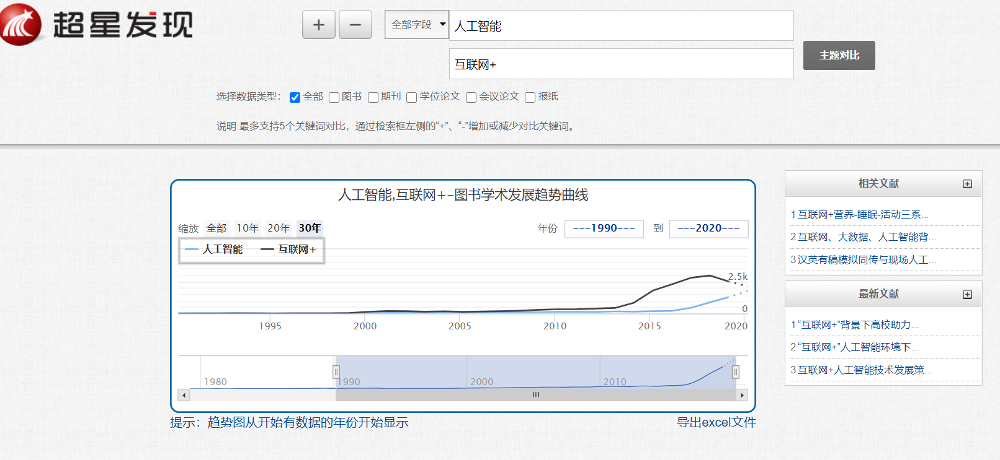 超星发现
+ −
全部字段
人工智能
互联网+
主题对比
选择数据类型： 全部 图书 期刊 学位论文 会议论文 报纸
说明:最多支持5个关键词对比，通过检索框左侧的“+”、“-”增加或减少对比关键词。
人工智能,互联网+-图书学术发展趋势曲线
缩放 全部 10年 20年 30年
年份 ---1990--- 到 ---2020---
人工智能 互联网+
2.5k
0
1995 2000 2005 2010 2015 2020
1980 1990 2000 2010 ...
提示：趋势图从开始有数据的年份开始显示
导出excel文件
相关文献
1 互联网+营养-睡眠-活动三系...
2 互联网、大数据、人工智能背...
3 汉英有稿模拟同传与现场人工...
最新文献
1 “互联网+”背景下高校助力...
2 “互联网+”人工智能环境下...
3 互联网+人工智能技术发展策...